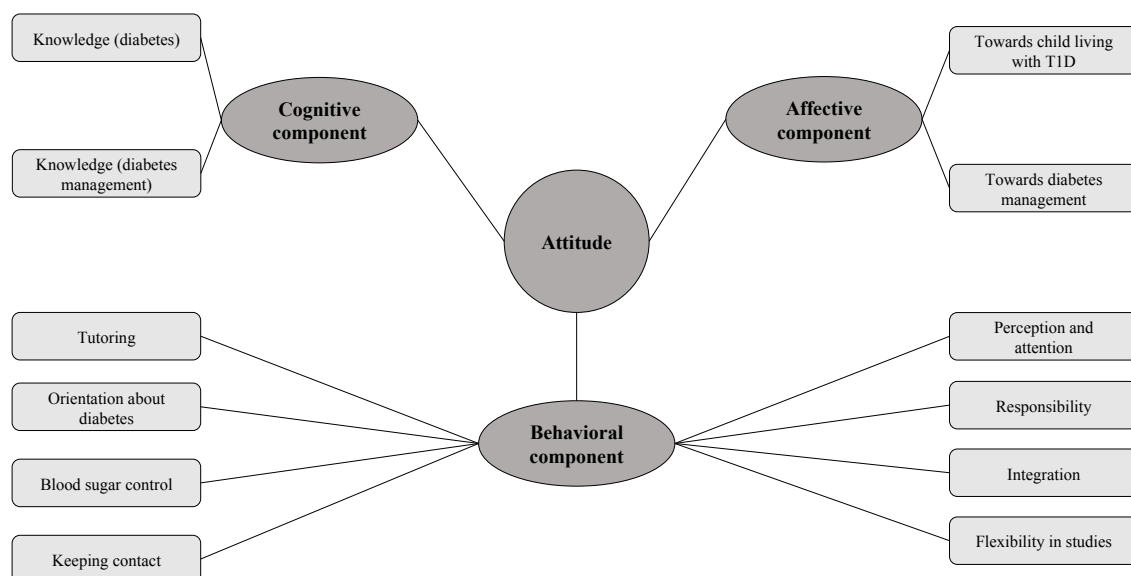 Knowledge (diabetes)
Knowledge (diabetes
management)
Cognitive
component
Affective
component
Towards child living
with T1D
Towards diabetes
management
Attitude
Tutoring
Orientation about
diabetes
Blood sugar control
Keeping contact
Behavioral
component
Perception and
attention
Responsibility
Integration
Flexibility in studies